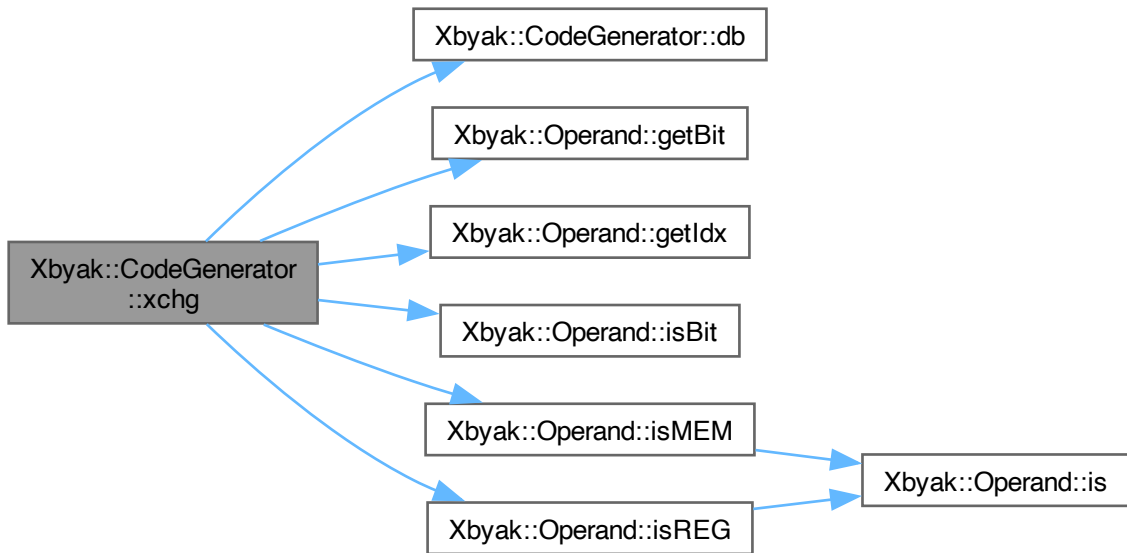 Xbyak::CodeGenerator::db
Xbyak::Operand::getBit
Xbyak::Operand::getIdx
Xbyak::CodeGenerator
::xchg
Xbyak::Operand::isBit
Xbyak::Operand::isMEM
Xbyak::Operand::is
Xbyak::Operand::isREG